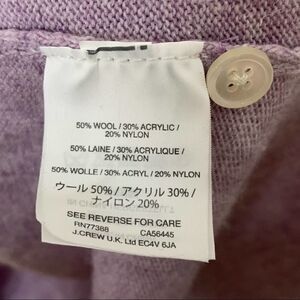 50% WOOL / 30% ACRYLIC /
20% NYLON
50% LAINE / 30% ACRYLIQUE /
20% NYLON
50% WOLLE / 30% ACRYL / 20% NYLON
ウール 50% / アクリル 30% /
ナイロン 20%
SEE REVERSE FOR CARE
RN77388 CA56445
J.CREW U.K. Ltd EC4V 6JA